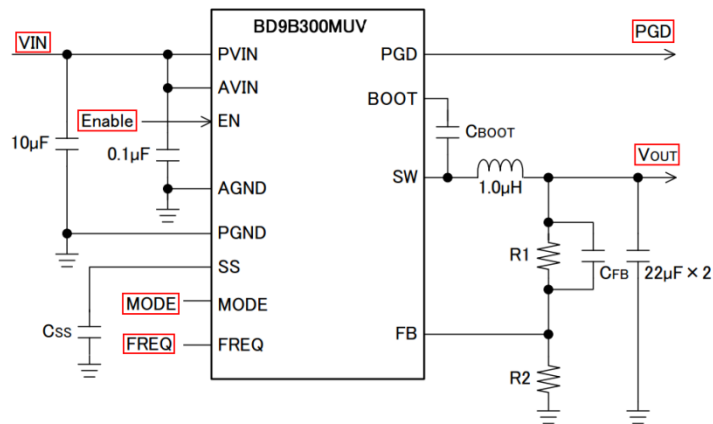 BD9B300MUV
VIN
PVIN
PGD
PGD
AVIN
BOOT
Enable
EN
CBOOT
10µF
0.1µF
VOUT
SW
1.0µH
AGND
PGND
R1
CFB
22µF×2
SS
MODE
MODE
CSS
FB
FREQ
FREQ
R2